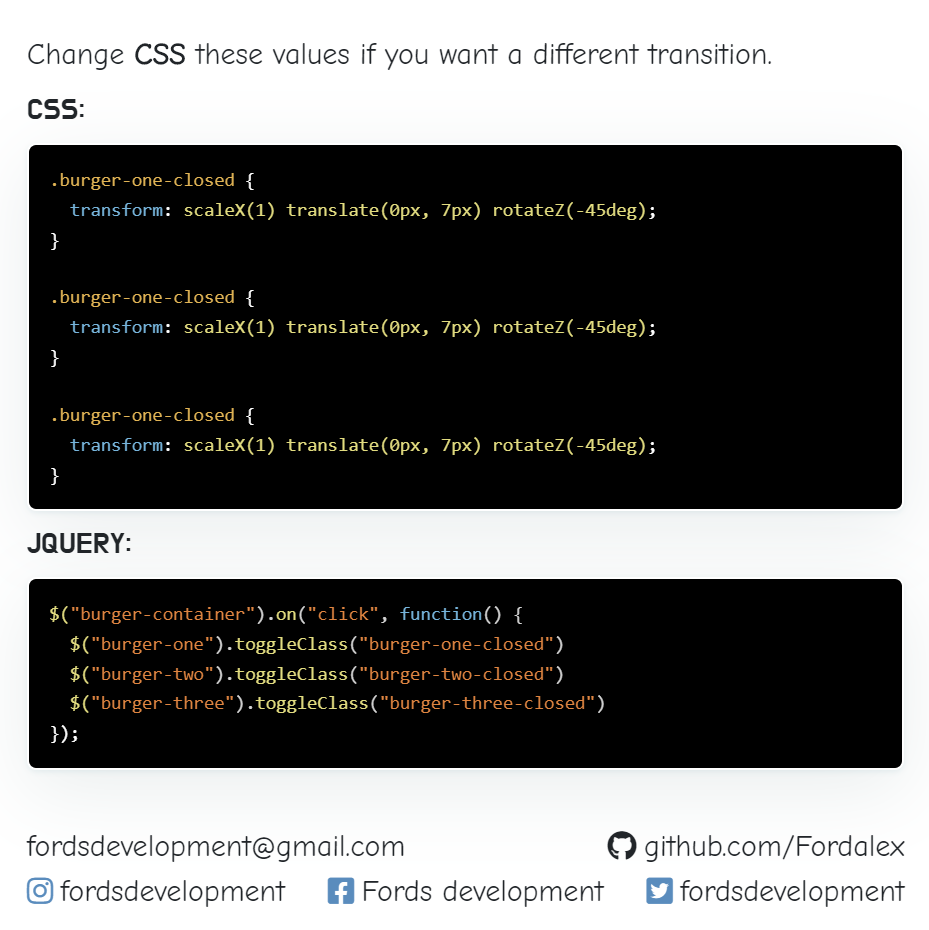 Change CSS these values if you want a different transition.
CSS:
.burger-one-closed {
  transform: scaleX(1) translate(0px, 7px) rotateZ(-45deg);
}
.burger-one-closed {
  transform: scaleX(1) translate(0px, 7px) rotateZ(-45deg);
}
.burger-one-closed {
  transform: scaleX(1) translate(0px, 7px) rotateZ(-45deg);
}
JQUERY:
$("burger-container").on("click", function() {
  $("burger-one").toggleClass("burger-one-closed")
  $("burger-two").toggleClass("burger-two-closed")
  $("burger-three").toggleClass("burger-three-closed")
});
fordsdevelopment@gmail.com github.com/Fordalex
fordsdevelopment Fords development fordsdevelopment